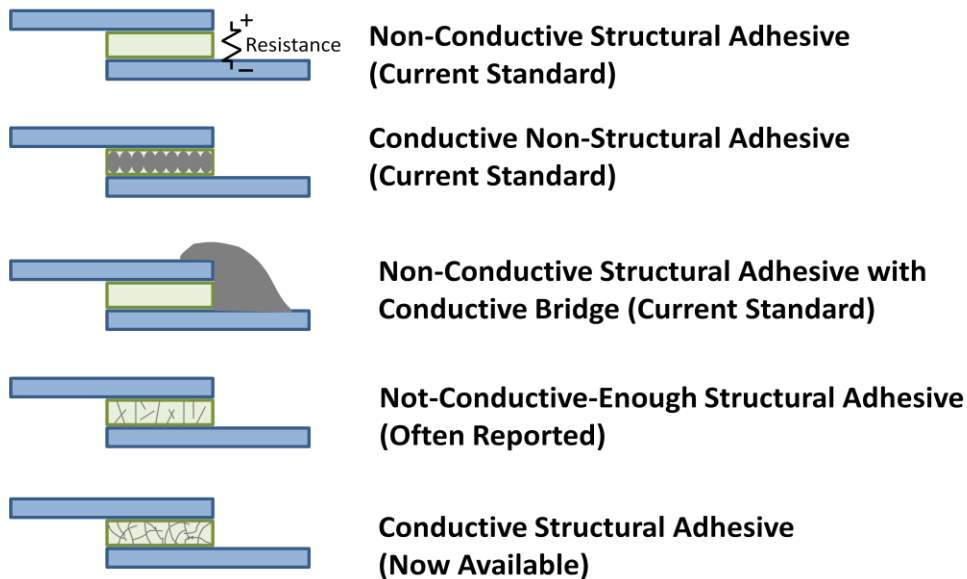 +
Resistance
−
Non-Conductive Structural Adhesive
(Current Standard)
Conductive Non-Structural Adhesive
(Current Standard)
Non-Conductive Structural Adhesive with
Conductive Bridge (Current Standard)
Not-Conductive-Enough Structural Adhesive
(Often Reported)
Conductive Structural Adhesive
(Now Available)